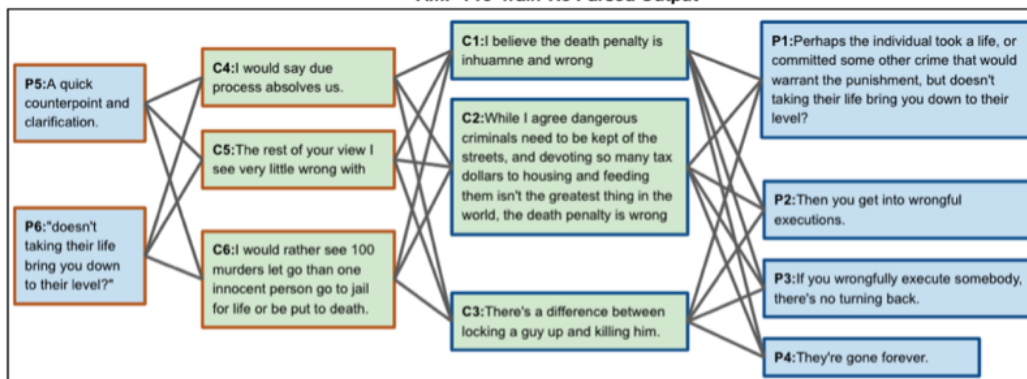 P5:A quick
counterpoint and
clarification.
P6:"doesn't
taking their life
bring you down
to their level?"
C4:I would say due
process absolves us.
C5:The rest of your view I
see very little wrong with
C6:I would rather see 100
murders let go than one
innocent person go to jail
for life or be put to death.
C1:I believe the death penalty is
inhuamne and wrong
C2:While I agree dangerous
criminals need to be kept of the
streets, and devoting so many tax
dollars to housing and feeding
them isn't the greatest thing in the
world, the death penalty is wrong
C3:There's a difference between
locking a guy up and killing him.
P1:Perhaps the individual took a life, or
committed some other crime that would
warrant the punishment, but doesn't
taking their life bring you down to their
level?
P2:Then you get into wrongful
executions.
P3:If you wrongfully execute somebody,
there's no turning back.
P4:They're gone forever.